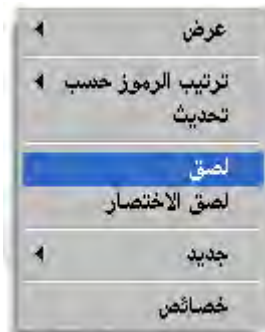 عرض
ترتيب الرموز حسب
تحديث
لصق
لصق الاختصار
جديد
خصائص